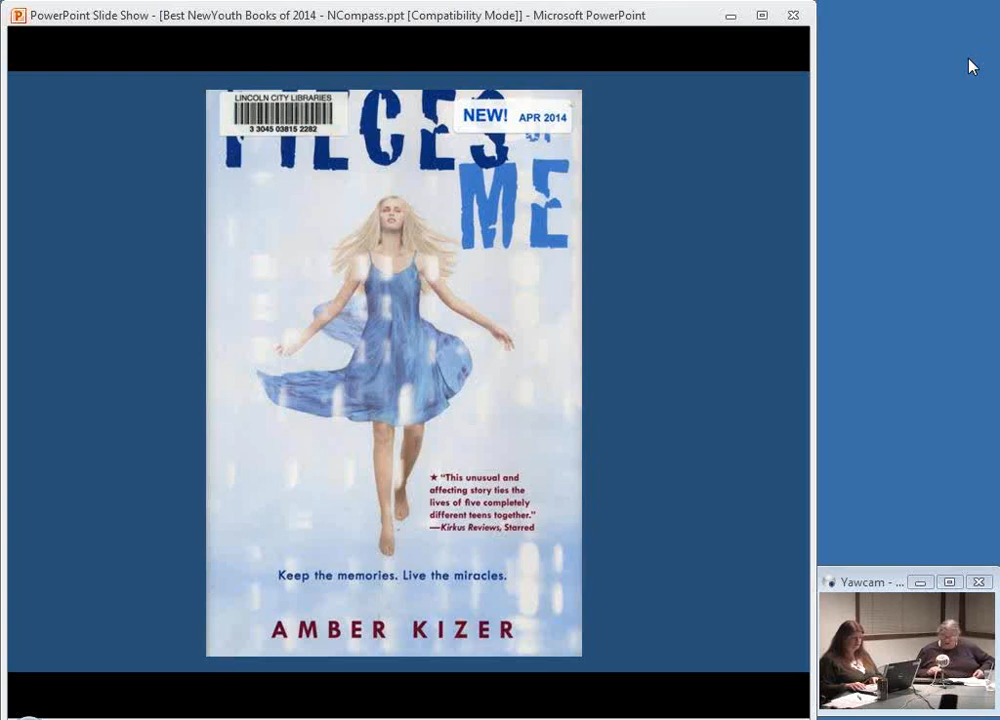 PowerPoint Slide Show - [Best NewYouth Books of 2014 - NCompass.ppt [Compatibility Mode]] - Microsoft PowerPoint
LINCOLN CITY LIBRARIES
3 3045 03815 2282
NEW! APR 2014
PIECES OF
ME
★ "This unusual and
affecting story ties the
lives of five completely
different teens together."
—Kirkus Reviews, Starred
Keep the memories. Live the miracles.
AMBER KIZER
Yawcam - ...